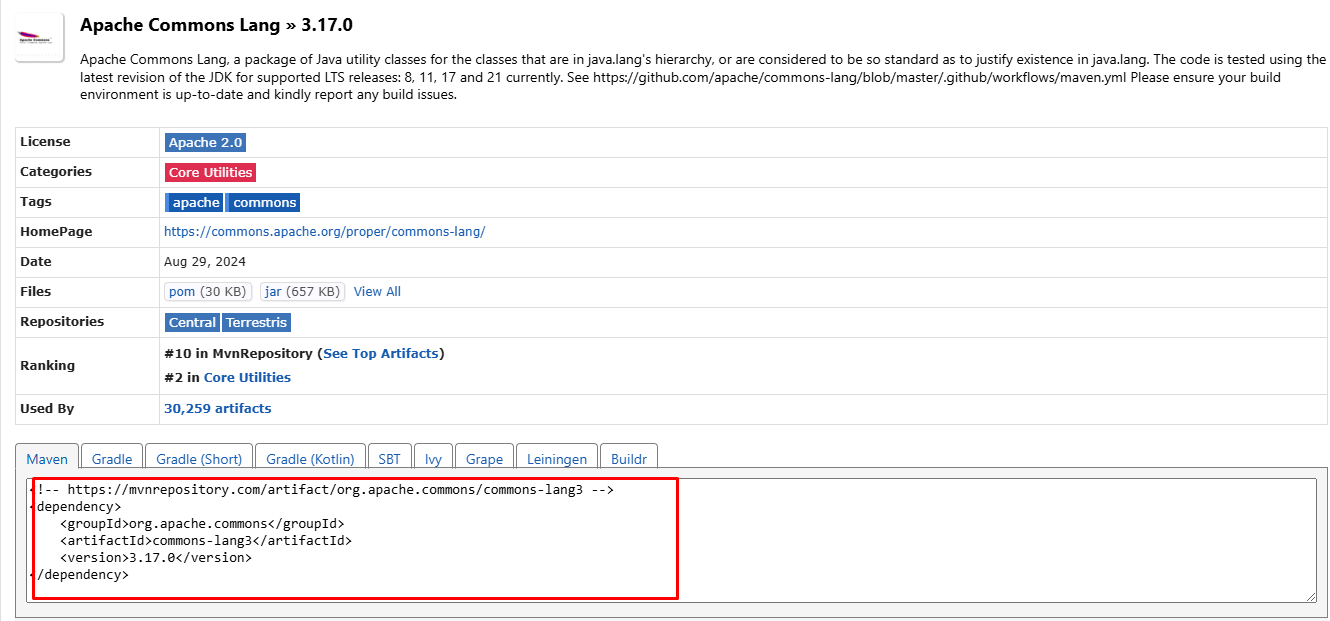 Apache Commons Lang » 3.17.0
Apache Commons Lang, a package of Java utility classes for the classes that are in java.lang's hierarchy, or are considered to be so standard as to justify existence in java.lang. The code is tested using the
latest revision of the JDK for supported LTS releases: 8, 11, 17 and 21 currently. See https://github.com/apache/commons-lang/blob/master/.github/workflows/maven.yml Please ensure your build
environment is up-to-date and kindly report any build issues.
License Apache 2.0
Categories Core Utilities
Tags apache commons
HomePage https://commons.apache.org/proper/commons-lang/
Date Aug 29, 2024
Files pom (30 KB) jar (657 KB) View All
Repositories Central Terrestris
Ranking
#10 in MvnRepository (See Top Artifacts)
#2 in Core Utilities
Used By 30,259 artifacts
Maven Gradle Gradle (Short) Gradle (Kotlin) SBT Ivy Grape Leiningen Buildr
<!-- https://mvnrepository.com/artifact/org.apache.commons/commons-lang3 -->
<dependency>
    <groupId>org.apache.commons</groupId>
    <artifactId>commons-lang3</artifactId>
    <version>3.17.0</version>
</dependency>